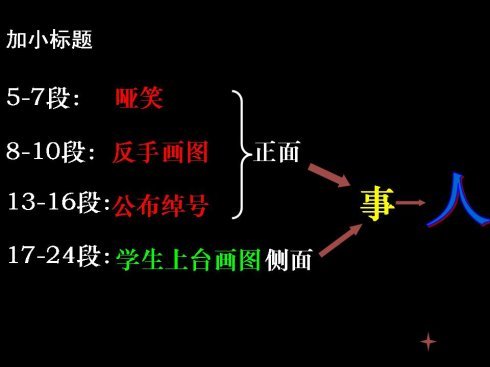 加小标题
5-7段： 哑笑
8-10段： 反手画图
正面
13-16段: 公布绰号
事 人
17-24段: 学生上台画图 侧面